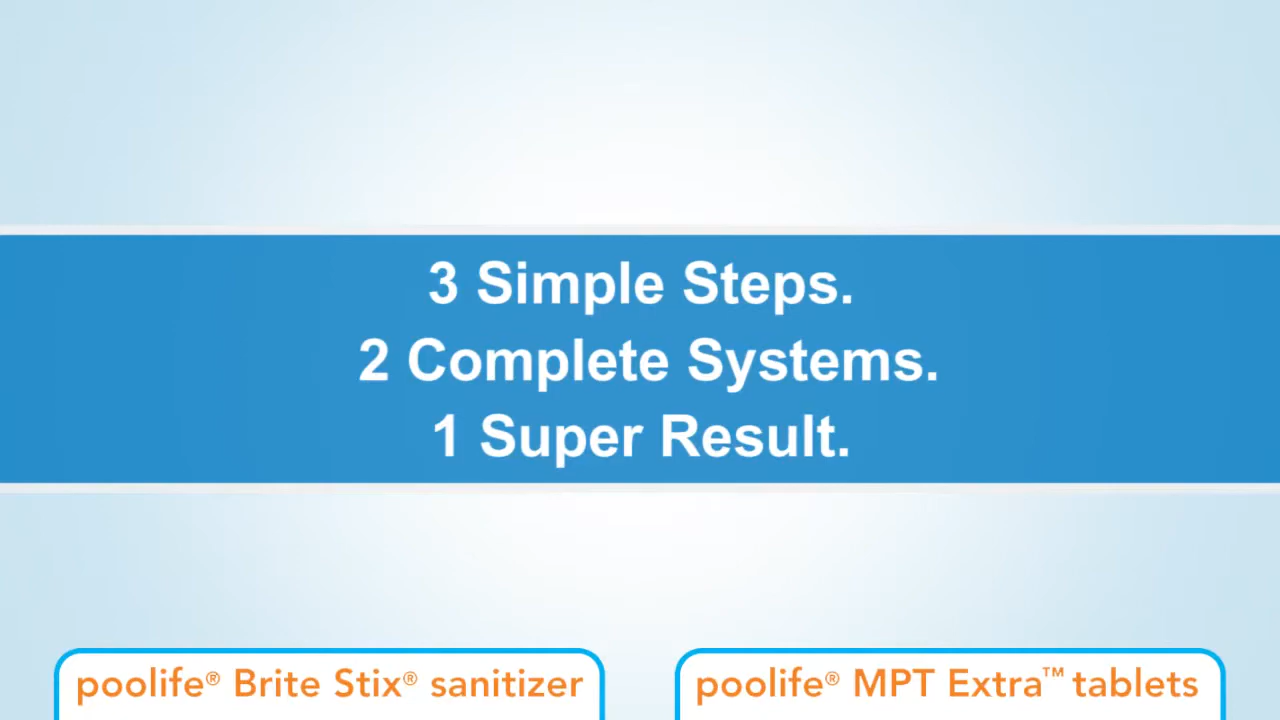 3 Simple Steps.
2 Complete Systems.
1 Super Result.
poolife® Brite Stix® sanitizer
poolife® MPT Extra™ tablets